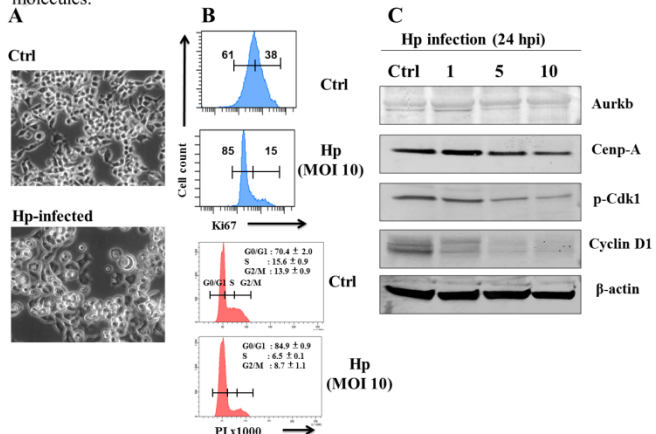 molecules.
A
B
C
Ctrl
Hp-infected
Cell count
61 38
Ctrl
85 15
Hp
(MOI 10)
Ki67
G0/G1 : 70.4 ± 2.0
S : 15.6 ± 0.9
G2/M : 13.9 ± 0.9
G0/G1 S G2/M
Ctrl
G0/G1 : 84.9 ± 0.9
S : 6.5 ± 0.1
G2/M : 8.7 ± 1.1
Hp
(MOI 10)
PI x1000
Hp infection (24 hpi)
Ctrl 1 5 10
Aurkb
Cenp-A
p-Cdk1
Cyclin D1
β-actin